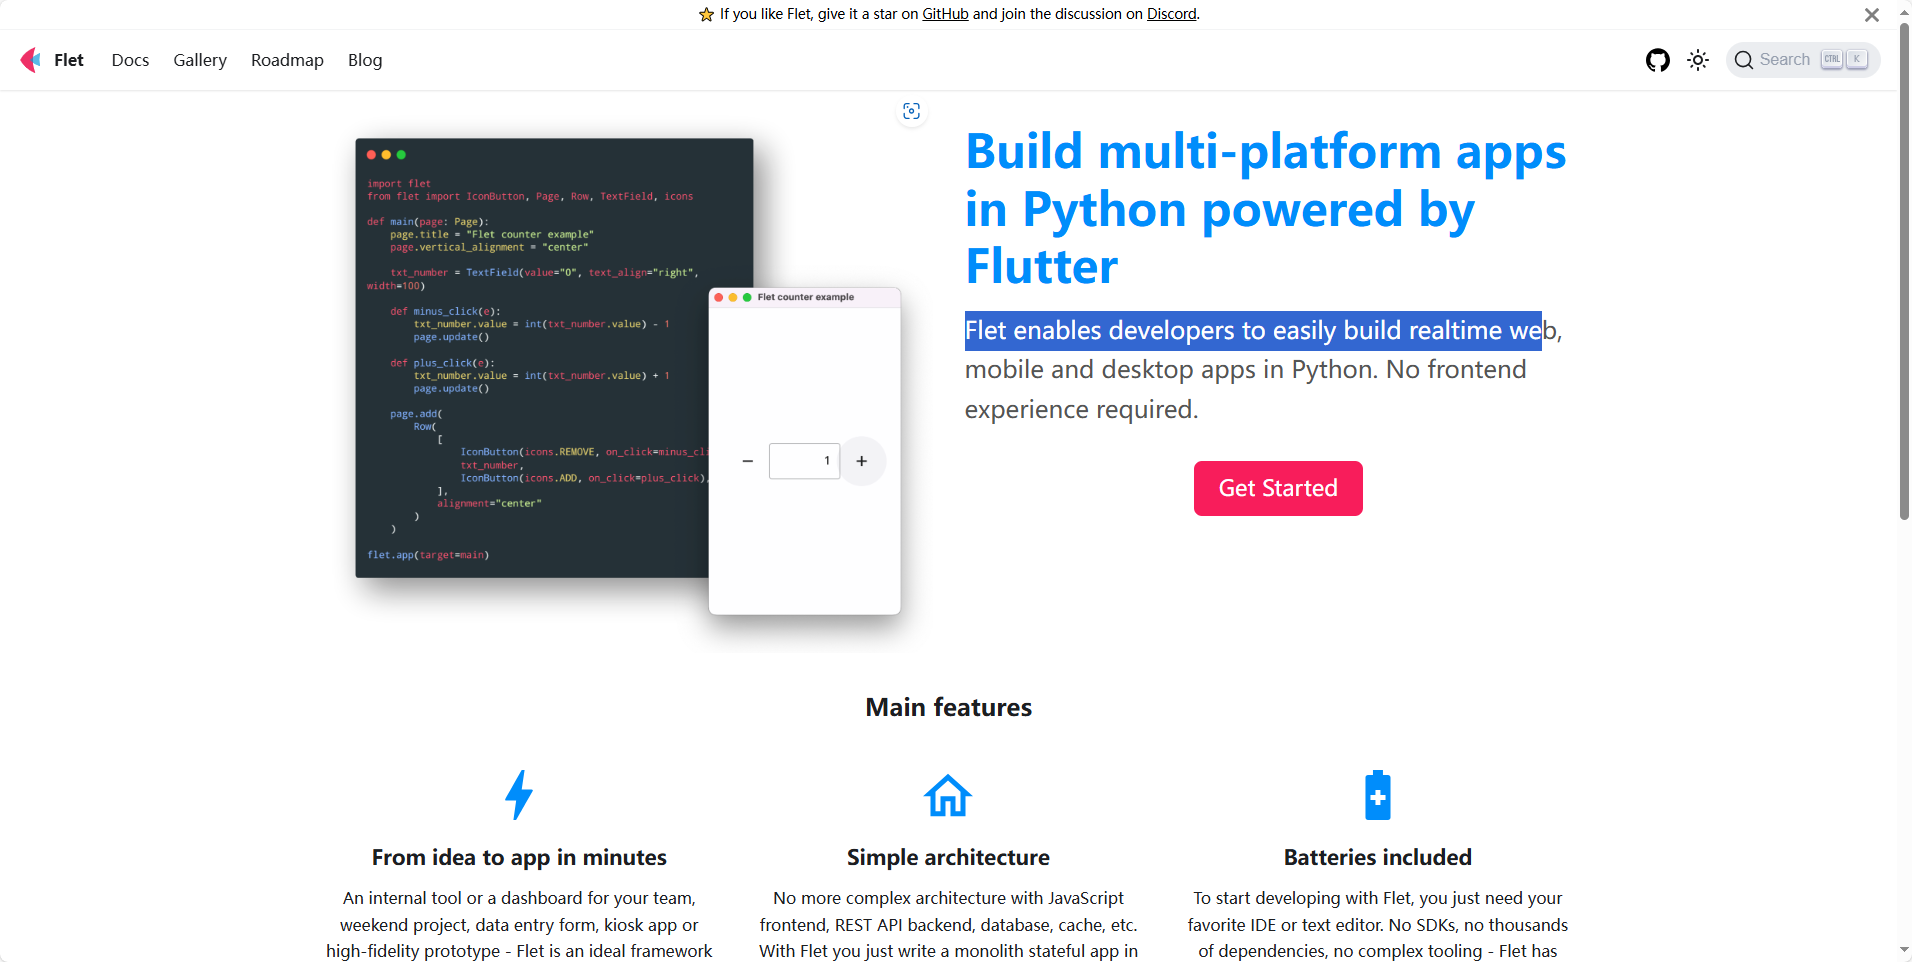 ⭐️ If you like Flet, give it a star on GitHub and join the discussion on Discord.
Flet Docs Gallery Roadmap Blog
Search CTRL K
import flet
from flet import IconButton, Page, Row, TextField, icons
def main(page: Page):
page.title = "Flet counter example"
page.vertical_alignment = "center"
txt_number = TextField(value="0", text_align="right",
width=100)
def minus_click(e):
txt_number.value = int(txt_number.value) - 1
page.update()
def plus_click(e):
txt_number.value = int(txt_number.value) + 1
page.update()
page.add(
Row(
[
IconButton(icons.REMOVE, on_click=minus_cli
txt_number,
IconButton(icons.ADD, on_click=plus_click),
],
alignment="center"
)
)
flet.app(target=main)
Flet counter example
− 1 +
Build multi-platform apps
in Python powered by
Flutter
Flet enables developers to easily build realtime web,
mobile and desktop apps in Python. No frontend
experience required.
Get Started
Main features
From idea to app in minutes
An internal tool or a dashboard for your team,
weekend project, data entry form, kiosk app or
high-fidelity prototype - Flet is an ideal framework
Simple architecture
No more complex architecture with JavaScript
frontend, REST API backend, database, cache, etc.
With Flet you just write a monolith stateful app in
Batteries included
To start developing with Flet, you just need your
favorite IDE or text editor. No SDKs, no thousands
of dependencies, no complex tooling - Flet has